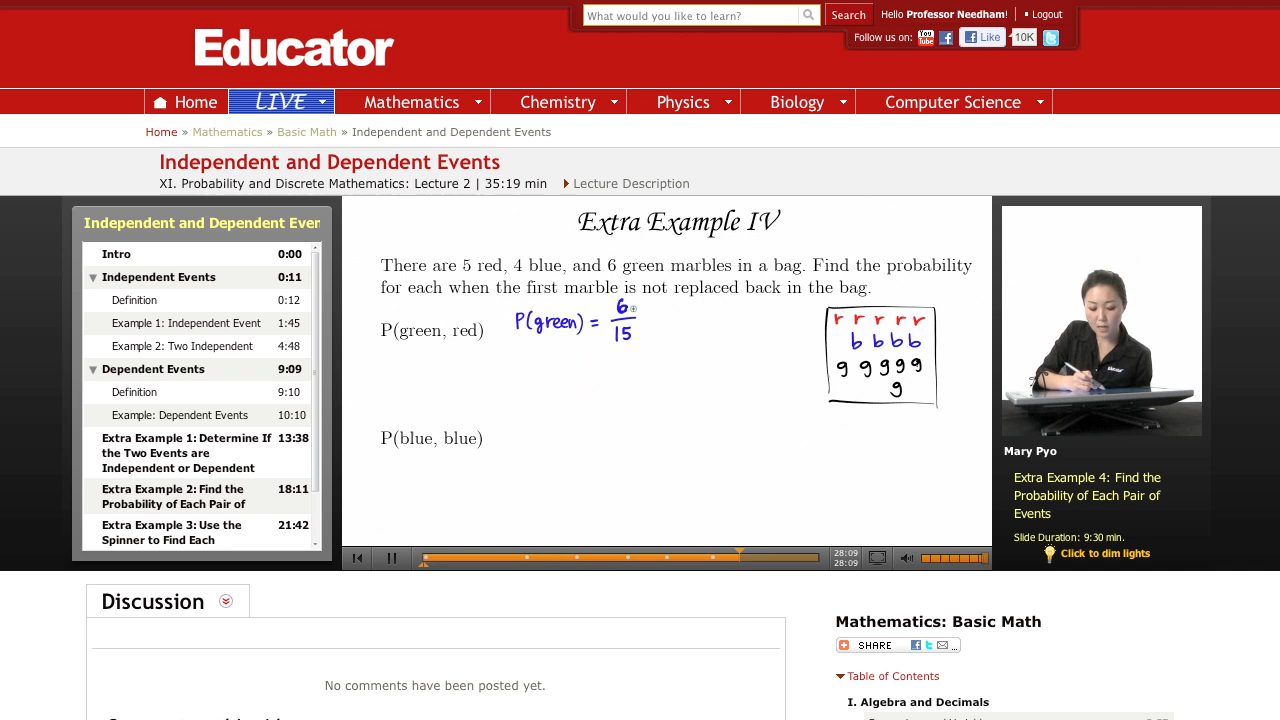 What would you like to learn?
Search
Hello Professor Needham!
Logout
Follow us on:
You Tube
Like
10K
Educator
Home
LIVE
Mathematics
Chemistry
Physics
Biology
Computer Science
Home » Mathematics » Basic Math » Independent and Dependent Events
Independent and Dependent Events
XI. Probability and Discrete Mathematics: Lecture 2 | 35:19 min
Lecture Description
Independent and Dependent Even
Intro 0:00
Independent Events 0:11
Definition 0:12
Example 1: Independent Event 1:45
Example 2: Two Independent 4:48
Dependent Events 9:09
Definition 9:10
Example: Dependent Events 10:10
Extra Example 1: Determine If 13:38
the Two Events are
Independent or Dependent
Extra Example 2: Find the 18:11
Probability of Each Pair of
Extra Example 3: Use the 21:42
Spinner to Find Each
Extra Example IV
There are 5 red, 4 blue, and 6 green marbles in a bag. Find the probability
for each when the first marble is not replaced back in the bag.
P(green, red)
P(green) = 6/15
r r r r r
b b b b
g g g g g
g
P(blue, blue)
28:09
28:09
Educator
Mary Pyo
Extra Example 4: Find the
Probability of Each Pair of
Events
Slide Duration: 9:30 min.
Click to dim lights
Discussion
No comments have been posted yet.
Mathematics: Basic Math
SHARE
Table of Contents
I. Algebra and Decimals